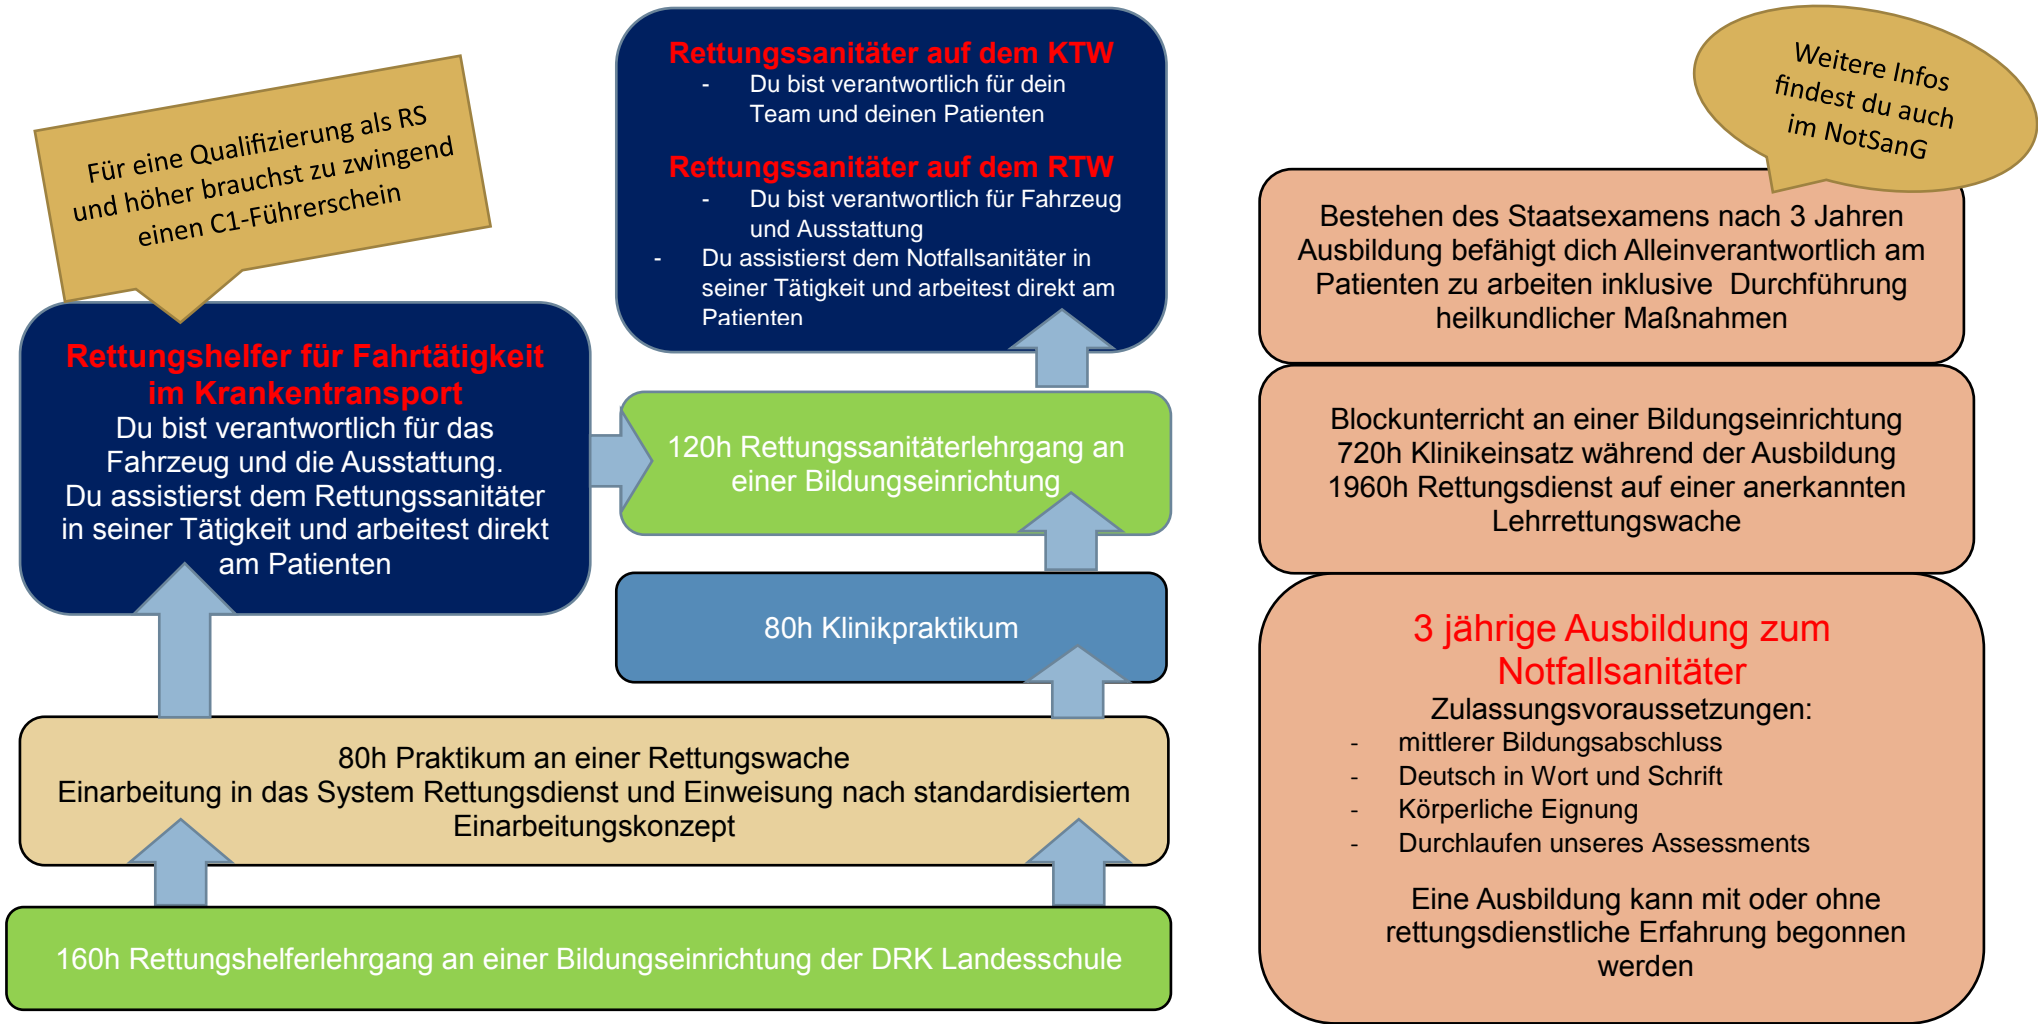 Für eine Qualifizierung als RS
und höher brauchst zu zwingend
einen C1-Führerschein
Rettungshelfer für Fahrtätigkeit
im Krankentransport
Du bist verantwortlich für das
Fahrzeug und die Ausstattung.
Du assistierst dem Rettungssanitäter
in seiner Tätigkeit und arbeitest direkt
am Patienten
Rettungssanitäter auf dem KTW
- Du bist verantwortlich für dein
Team und deinen Patienten
Rettungssanitäter auf dem RTW
- Du bist verantwortlich für Fahrzeug
und Ausstattung
- Du assistierst dem Notfallsanitäter in
seiner Tätigkeit und arbeitest direkt am
Patienten
120h Rettungssanitäterlehrgang an
einer Bildungseinrichtung
80h Klinikpraktikum
80h Praktikum an einer Rettungswache
Einarbeitung in das System Rettungsdienst und Einweisung nach standardisiertem
Einarbeitungskonzept
160h Rettungshelferlehrgang an einer Bildungseinrichtung der DRK Landesschule
Weitere Infos
findest du auch
im NotSanG
Bestehen des Staatsexamens nach 3 Jahren
Ausbildung befähigt dich Alleinverantwortlich am
Patienten zu arbeiten inklusive Durchführung
heilkundlicher Maßnahmen
Blockunterricht an einer Bildungseinrichtung
720h Klinikeinsatz während der Ausbildung
1960h Rettungsdienst auf einer anerkannten
Lehrrettungswache
3 jährige Ausbildung zum
Notfallsanitäter
Zulassungsvoraussetzungen:
- mittlerer Bildungsabschluss
- Deutsch in Wort und Schrift
- Körperliche Eignung
- Durchlaufen unseres Assessments
Eine Ausbildung kann mit oder ohne
rettungsdienstliche Erfahrung begonnen
werden